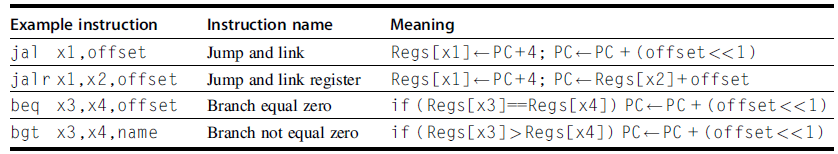 Example instruction Instruction name Meaning
jal x1,offset Jump and link Regs[x1]←PC+4; PC←PC + (offset<<1)
jalr x1,x2,offset Jump and link register Regs[x1]←PC+4; PC←Regs[x2]+offset
beq x3,x4,offset Branch equal zero if (Regs[x3]==Regs[x4]) PC←PC + (offset<<1)
bgt x3,x4,name Branch not equal zero if (Regs[x3]>Regs[x4]) PC←PC + (offset<<1)